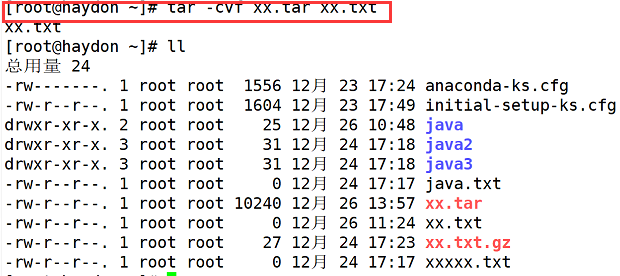 [root@haydon ~]# tar -cvf xx.tar xx.txt
xx.txt
[root@haydon ~]# ll
总用量 24
-rw-------. 1 root root  1556 12月 23 17:24 anaconda-ks.cfg
-rw-r--r--. 1 root root  1604 12月 23 17:49 initial-setup-ks.cfg
drwxr-xr-x. 2 root root    25 12月 26 10:48 java
drwxr-xr-x. 3 root root    31 12月 24 17:18 java2
drwxr-xr-x. 3 root root    31 12月 24 17:18 java3
-rw-r--r--. 1 root root     0 12月 24 17:17 java.txt
-rw-r--r--. 1 root root 10240 12月 26 13:57 xx.tar
-rw-r--r--. 1 root root     0 12月 26 11:24 xx.txt
-rw-r--r--. 1 root root    27 12月 24 17:23 xx.txt.gz
-rw-r--r--. 1 root root     0 12月 24 17:17 xxxxx.txt